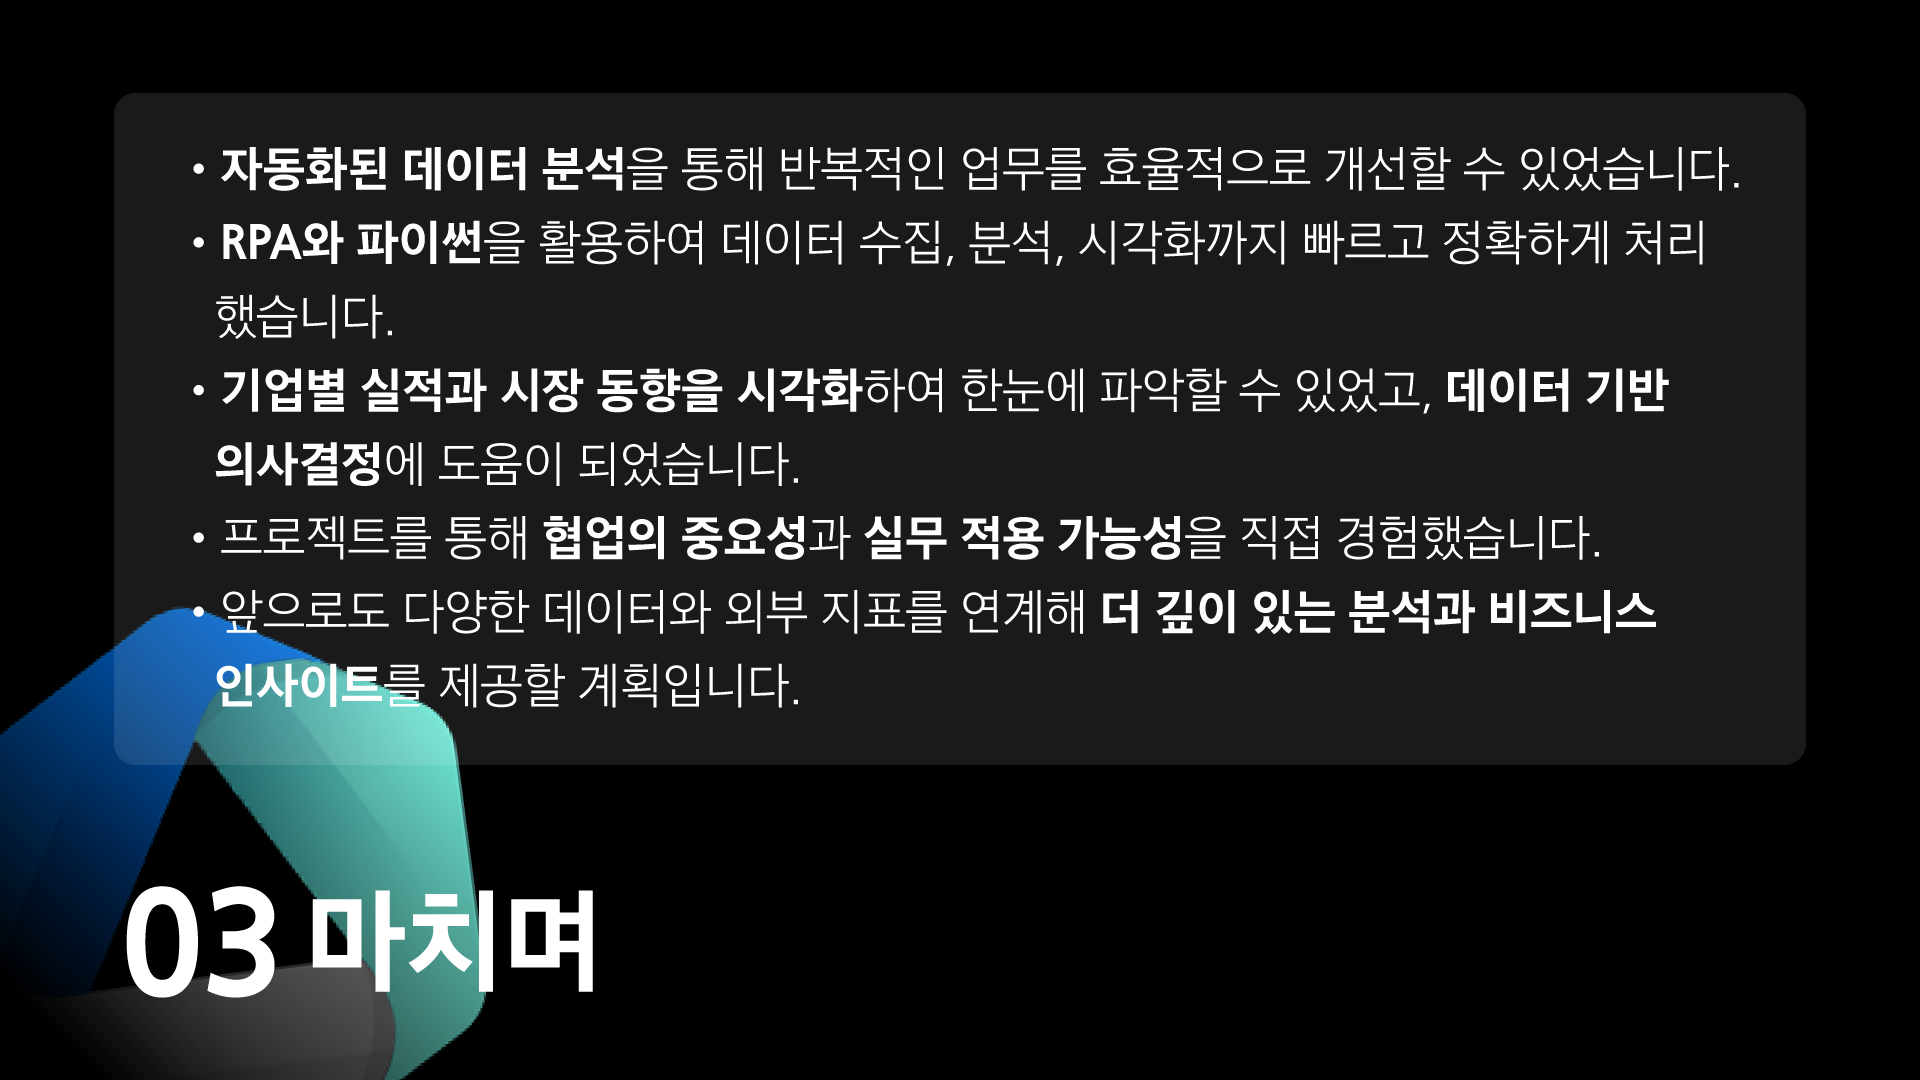 • 자동화된 데이터 분석을 통해 반복적인 업무를 효율적으로 개선할 수 있었습니다.
• RPA와 파이썬을 활용하여 데이터 수집, 분석, 시각화까지 빠르고 정확하게 처리
했습니다.
• 기업별 실적과 시장 동향을 시각화하여 한눈에 파악할 수 있었고, 데이터 기반
의사결정에 도움이 되었습니다.
• 프로젝트를 통해 협업의 중요성과 실무 적용 가능성을 직접 경험했습니다.
• 앞으로도 다양한 데이터와 외부 지표를 연계해 더 깊이 있는 분석과 비즈니스
인사이트를 제공할 계획입니다.
03 마치며